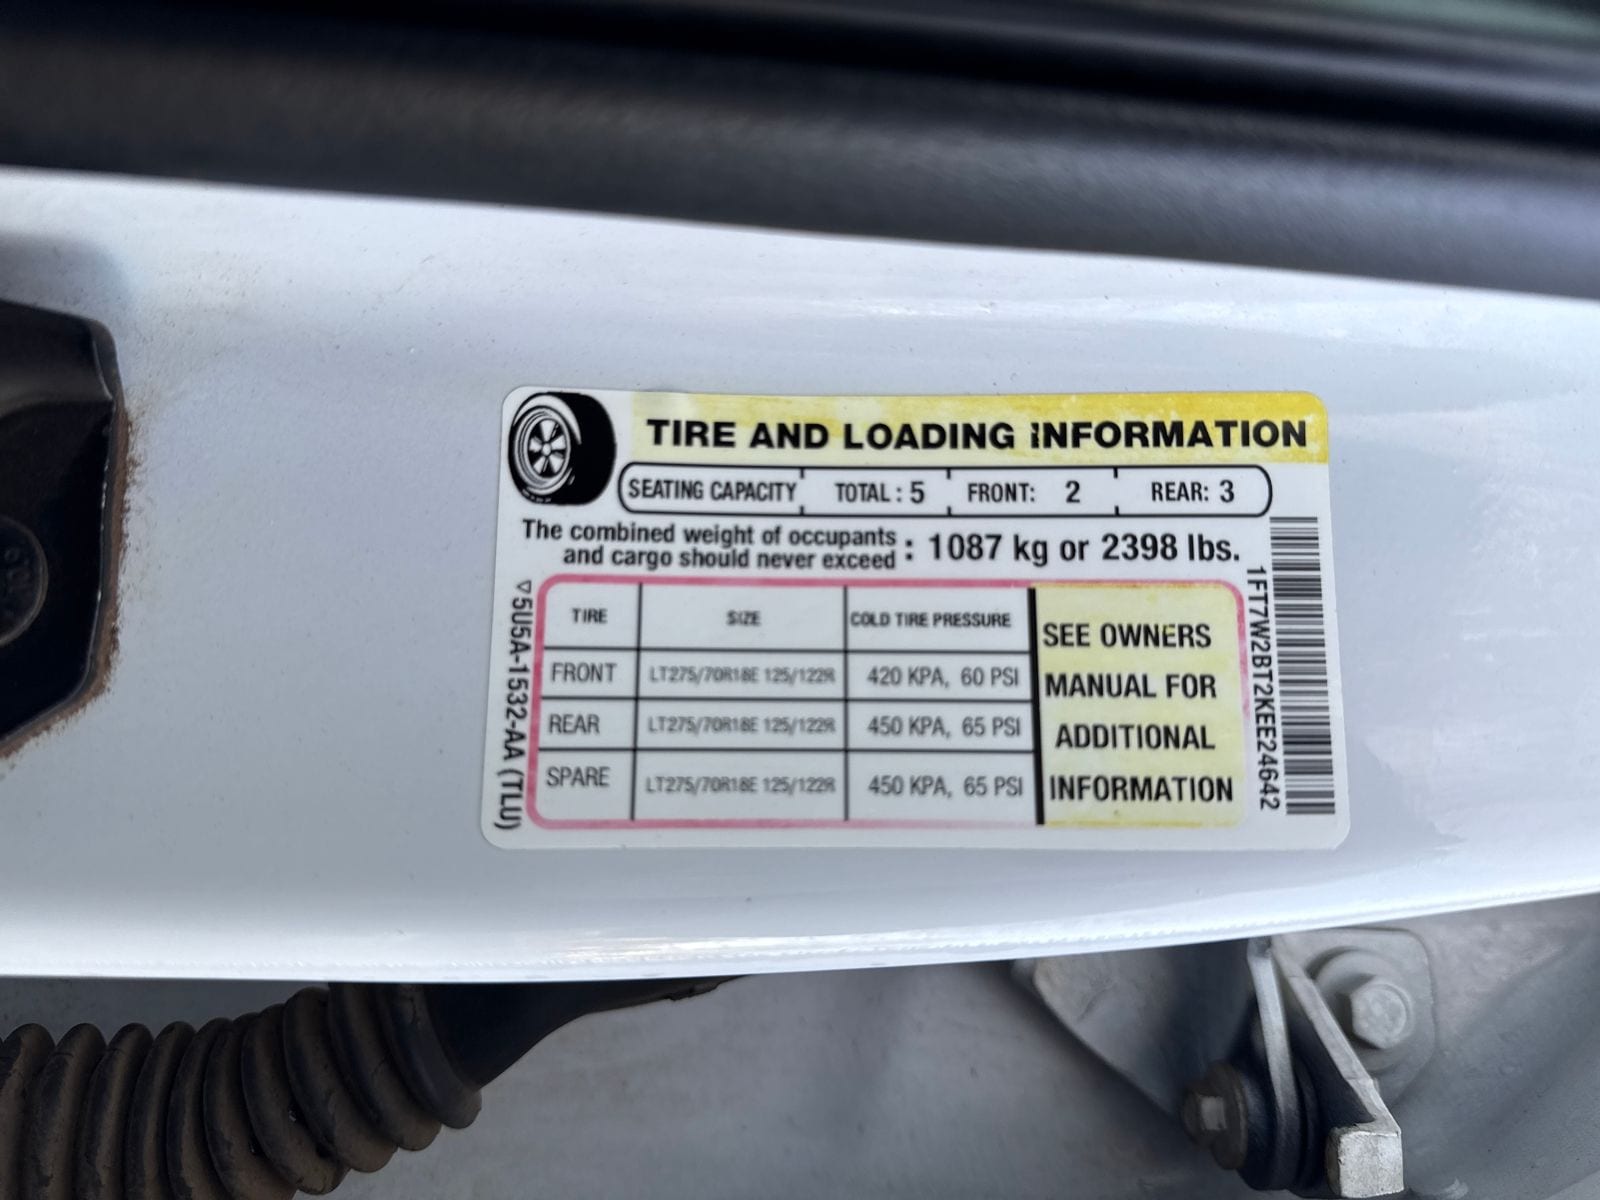 TIRE AND LOADING INFORMATION
SEATING CAPACITY TOTAL : 5 FRONT: 2 REAR: 3
The combined weight of occupants
and cargo should never exceed : 1087 kg or 2398 lbs.
TIRE SIZE COLD TIRE PRESSURE
FRONT LT275/70R18E 125/122R 420 KPA, 60 PSI
REAR LT275/70R18E 125/122R 450 KPA, 65 PSI
SPARE LT275/70R18E 125/122R 450 KPA, 65 PSI
SEE OWNERS
MANUAL FOR
ADDITIONAL
INFORMATION
▽5U5A-1532-AA (TLU)
1FT7W2BT2KEE24642